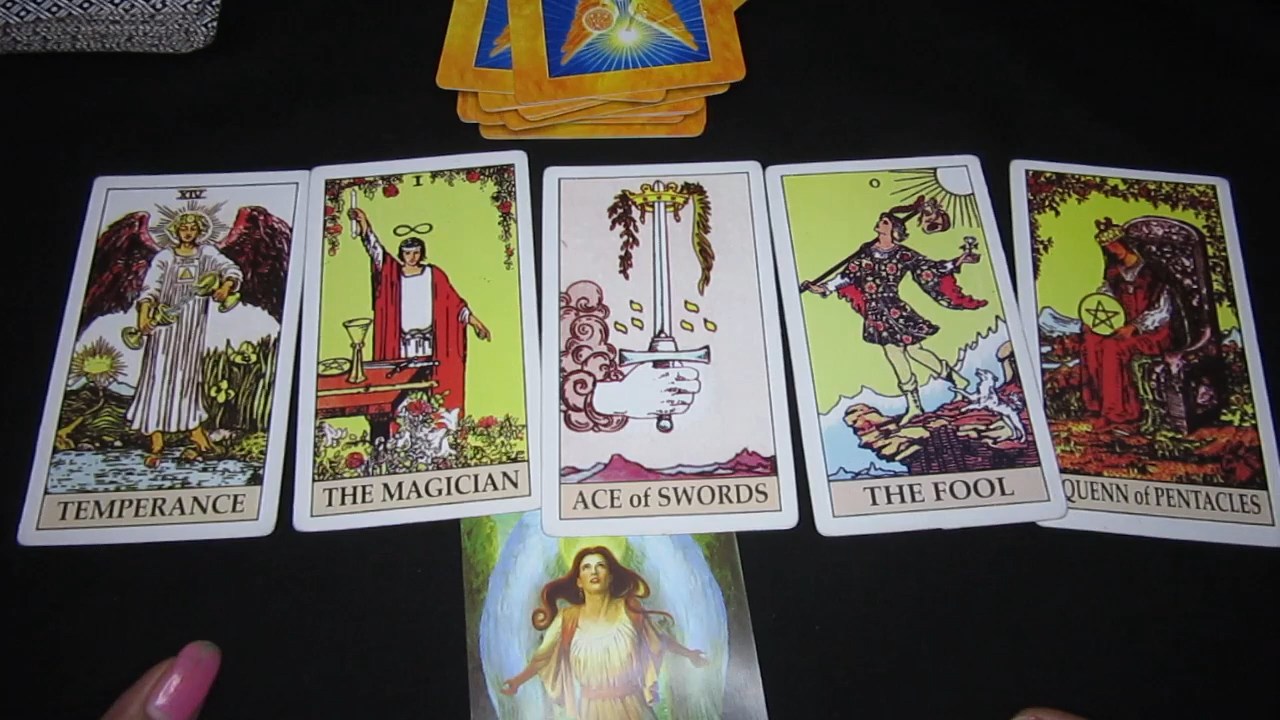 XIV
TEMPERANCE
I
THE MAGICIAN
ACE of SWORDS
0
THE FOOL
QUENN of PENTACLES